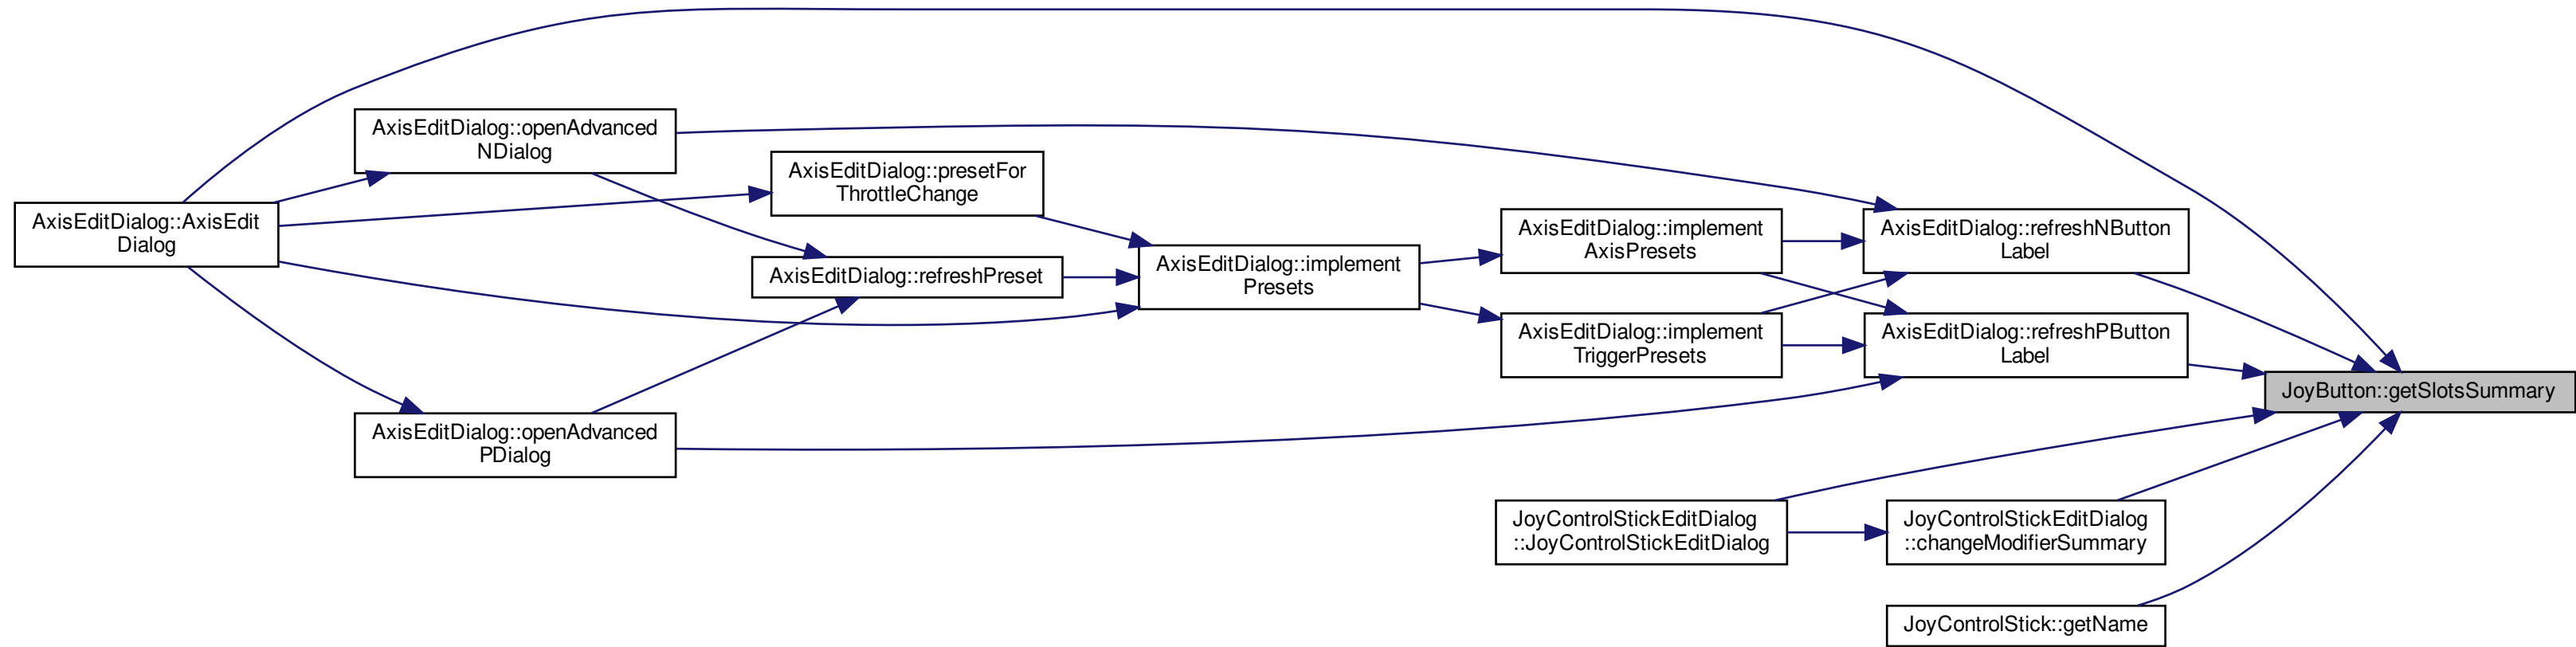 AxisEditDialog::AxisEdit
Dialog
AxisEditDialog::openAdvanced
NDialog
AxisEditDialog::openAdvanced
PDialog
AxisEditDialog::presetFor
ThrottleChange
AxisEditDialog::refreshPreset
AxisEditDialog::implement
Presets
AxisEditDialog::implement
AxisPresets
AxisEditDialog::implement
TriggerPresets
AxisEditDialog::refreshNButton
Label
AxisEditDialog::refreshPButton
Label
JoyButton::getSlotsSummary
JoyControlStickEditDialog
::JoyControlStickEditDialog
JoyControlStickEditDialog
::changeModifierSummary
JoyControlStick::getName